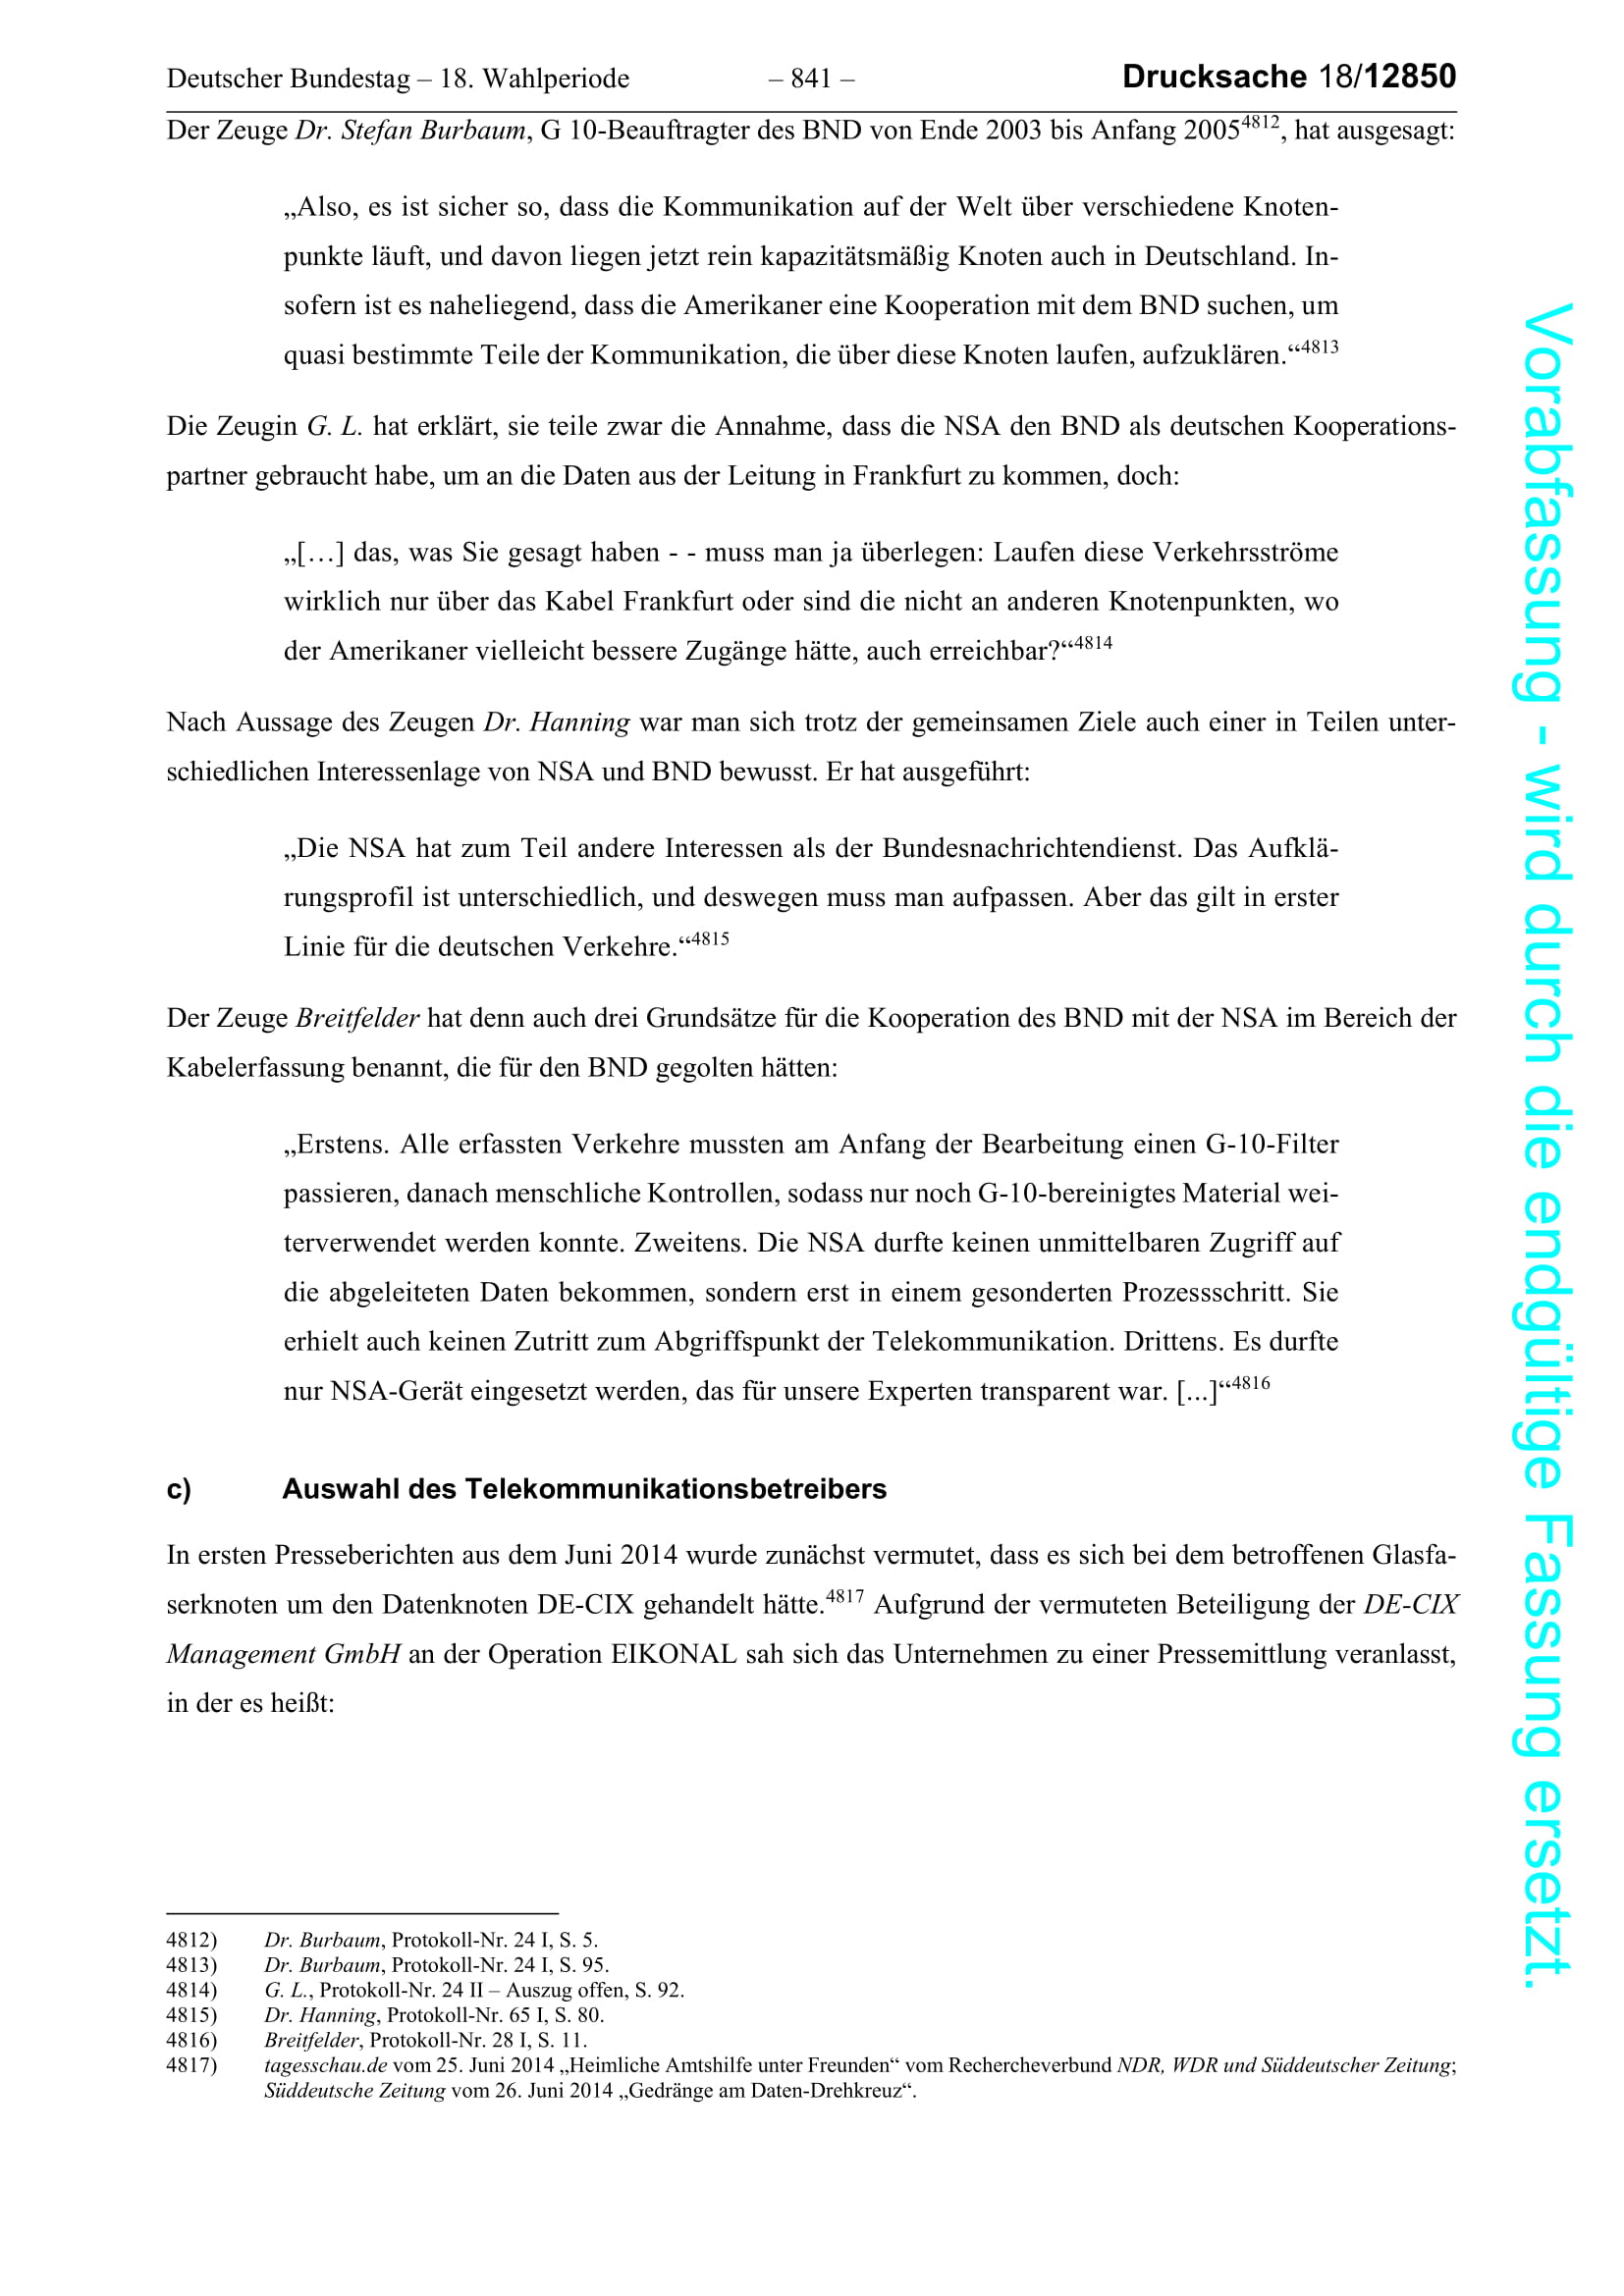 Deutscher Bundestag – 18. Wahlperiode – 841 – Drucksache 18/12850
Der Zeuge Dr. Stefan Burbaum, G 10-Beauftragter des BND von Ende 2003 bis Anfang 20054812, hat ausgesagt:
„Also, es ist sicher so, dass die Kommunikation auf der Welt über verschiedene Knoten-
punkte läuft, und davon liegen jetzt rein kapazitätsmäßig Knoten auch in Deutschland. In-
sofern ist es naheliegend, dass die Amerikaner eine Kooperation mit dem BND suchen, um
quasi bestimmte Teile der Kommunikation, die über diese Knoten laufen, aufzuklären.“4813
Die Zeugin G. L. hat erklärt, sie teile zwar die Annahme, dass die NSA den BND als deutschen Kooperations-
partner gebraucht habe, um an die Daten aus der Leitung in Frankfurt zu kommen, doch:
„[…] das, was Sie gesagt haben - - muss man ja überlegen: Laufen diese Verkehrsströme
wirklich nur über das Kabel Frankfurt oder sind die nicht an anderen Knotenpunkten, wo
der Amerikaner vielleicht bessere Zugänge hätte, auch erreichbar?“4814
Nach Aussage des Zeugen Dr. Hanning war man sich trotz der gemeinsamen Ziele auch einer in Teilen unter-
schiedlichen Interessenlage von NSA und BND bewusst. Er hat ausgeführt:
„Die NSA hat zum Teil andere Interessen als der Bundesnachrichtendienst. Das Aufklä-
rungsprofil ist unterschiedlich, und deswegen muss man aufpassen. Aber das gilt in erster
Linie für die deutschen Verkehre.“4815
Der Zeuge Breitfelder hat denn auch drei Grundsätze für die Kooperation des BND mit der NSA im Bereich der
Kabelerfassung benannt, die für den BND gegolten hätten:
„Erstens. Alle erfassten Verkehre mussten am Anfang der Bearbeitung einen G-10-Filter
passieren, danach menschliche Kontrollen, sodass nur noch G-10-bereinigtes Material wei-
terverwendet werden konnte. Zweitens. Die NSA durfte keinen unmittelbaren Zugriff auf
die abgeleiteten Daten bekommen, sondern erst in einem gesonderten Prozessschritt. Sie
erhielt auch keinen Zutritt zum Abgriffspunkt der Telekommunikation. Drittens. Es durfte
nur NSA-Gerät eingesetzt werden, das für unsere Experten transparent war. [...]“4816
c) Auswahl des Telekommunikationsbetreibers
In ersten Presseberichten aus dem Juni 2014 wurde zunächst vermutet, dass es sich bei dem betroffenen Glasfa-
serknoten um den Datenknoten DE-CIX gehandelt hätte.4817 Aufgrund der vermuteten Beteiligung der DE-CIX
Management GmbH an der Operation EIKONAL sah sich das Unternehmen zu einer Pressemittlung veranlasst,
in der es heißt:
4812) Dr. Burbaum, Protokoll-Nr. 24 I, S. 5.
4813) Dr. Burbaum, Protokoll-Nr. 24 I, S. 95.
4814) G. L., Protokoll-Nr. 24 II – Auszug offen, S. 92.
4815) Dr. Hanning, Protokoll-Nr. 65 I, S. 80.
4816) Breitfelder, Protokoll-Nr. 28 I, S. 11.
4817) tagesschau.de vom 25. Juni 2014 „Heimliche Amtshilfe unter Freunden“ vom Rechercheverbund NDR, WDR und Süddeutscher Zeitung;
Süddeutsche Zeitung vom 26. Juni 2014 „Gedränge am Daten-Drehkreuz“.
Vorabfassung - wird durch die endgültige Fassung ersetzt.